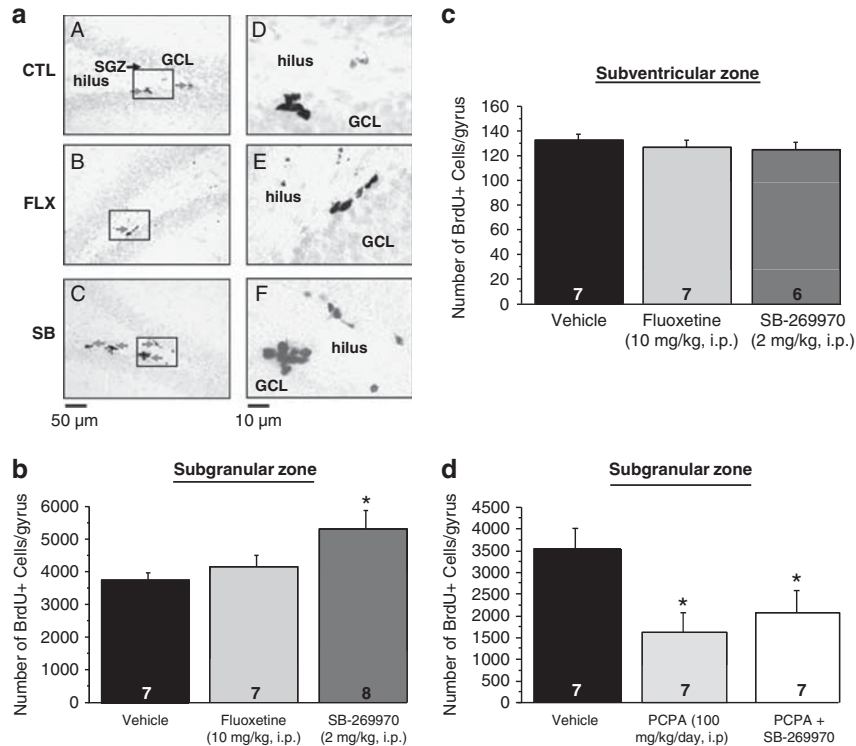 a
A
SGZ
GCL
hilus
CTL
D
hilus
GCL
B
FLX
E
hilus
GCL
C
SB
F
hilus
GCL
50 µm
10 µm
c
Subventricular zone
Number of BrdU+ Cells/gyrus
160
140
120
100
80
60
40
20
0
7
7
6
Vehicle
Fluoxetine
(10 mg/kg, i.p.)
SB-269970
(2 mg/kg, i.p.)
b
Subgranular zone
Number of BrdU+ Cells/gyrus
6000
5000
4000
3000
2000
1000
0
*
7
7
8
Vehicle
Fluoxetine
(10 mg/kg, i.p.)
SB-269970
(2 mg/kg, i.p.)
d
Subgranular zone
Number of BrdU+ Cells/gyrus
4500
4000
3500
3000
2500
2000
1500
1000
500
0
*
*
7
7
7
Vehicle
PCPA (100
mg/kg/day, i.p)
PCPA +
SB-269970